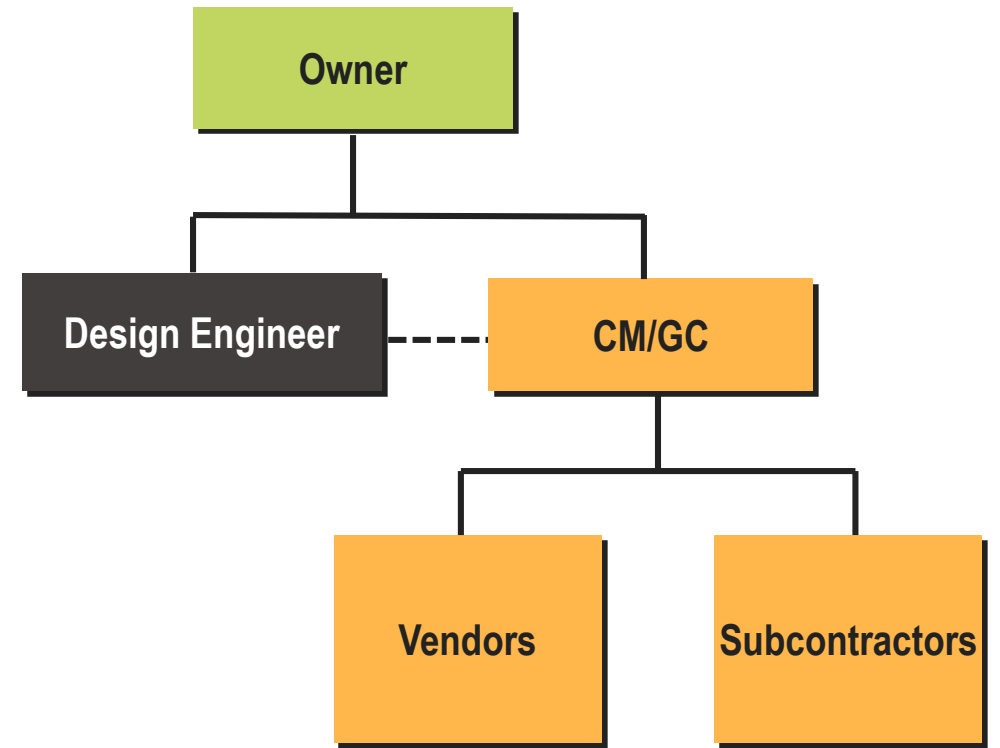 Owner
Design Engineer
CM/GC
Vendors
Subcontractors